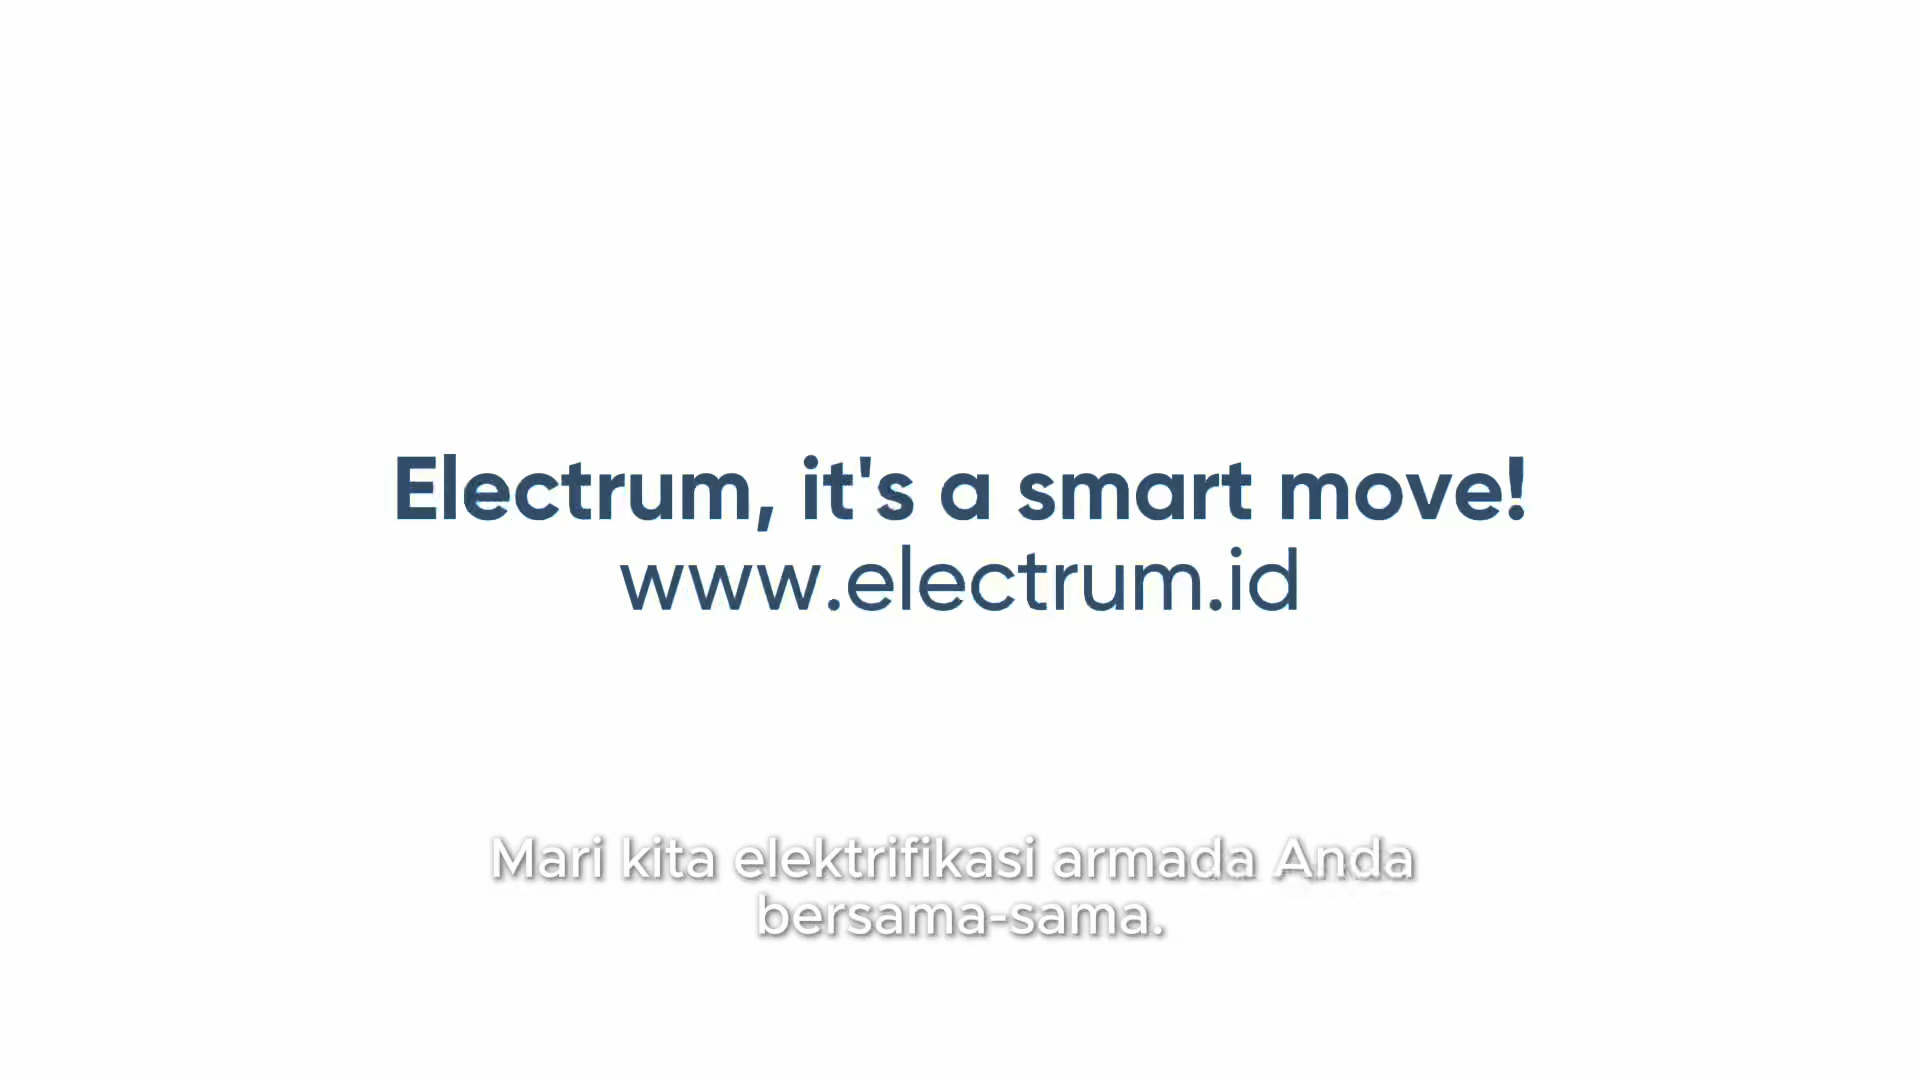 Electrum, it's a smart move!
www.electrum.id
Mari kita elektrifikasi armada Anda
bersama-sama.